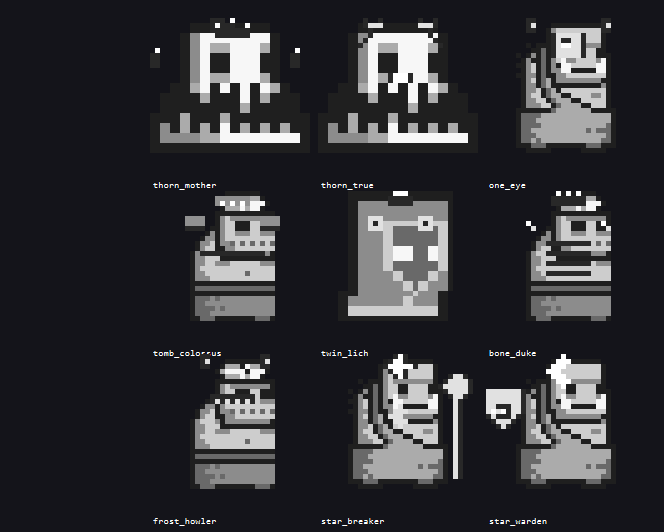 thorn_mother
thorn_true
one_eye
tomb_colossus
twin_lich
bone_duke
frost_howler
star_breaker
star_warden